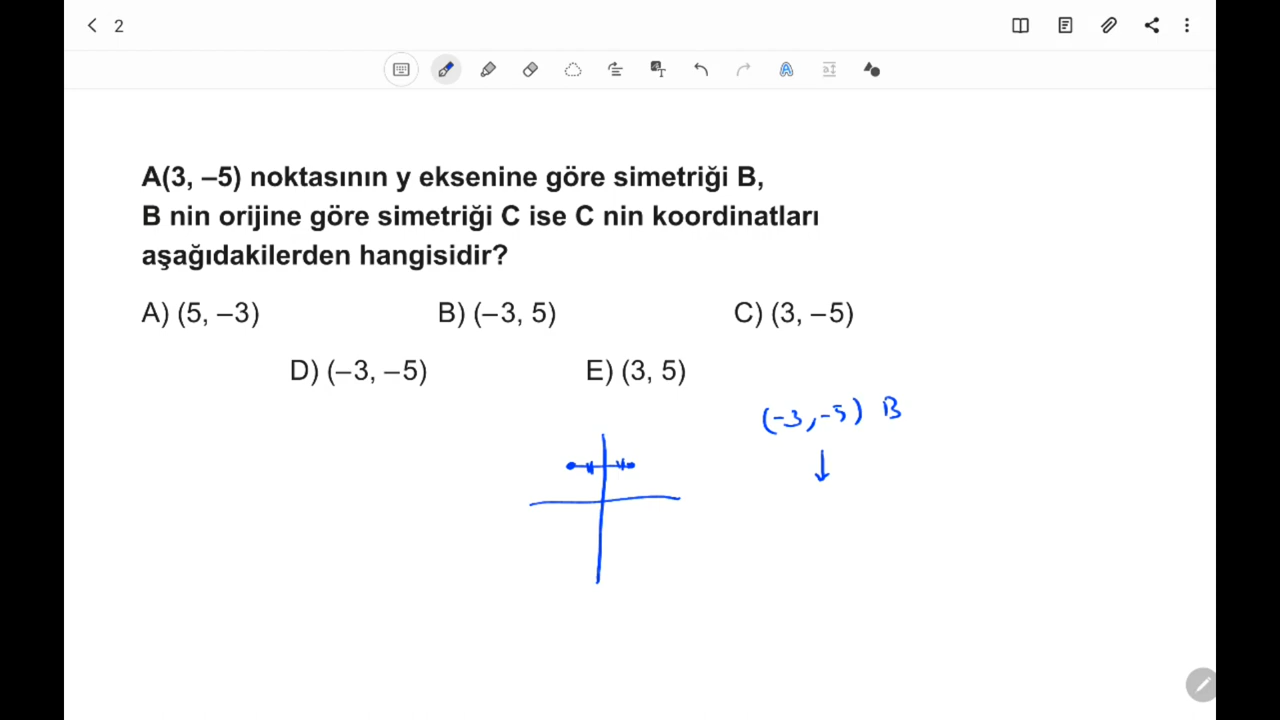 2
A(3, –5) noktasının y eksenine göre simetriği B,
B nin orijine göre simetriği C ise C nin koordinatları
aşağıdakilerden hangisidir?
A) (5, –3) B) (–3, 5) C) (3, –5)
D) (–3, –5) E) (3, 5)
(-3,-5) B